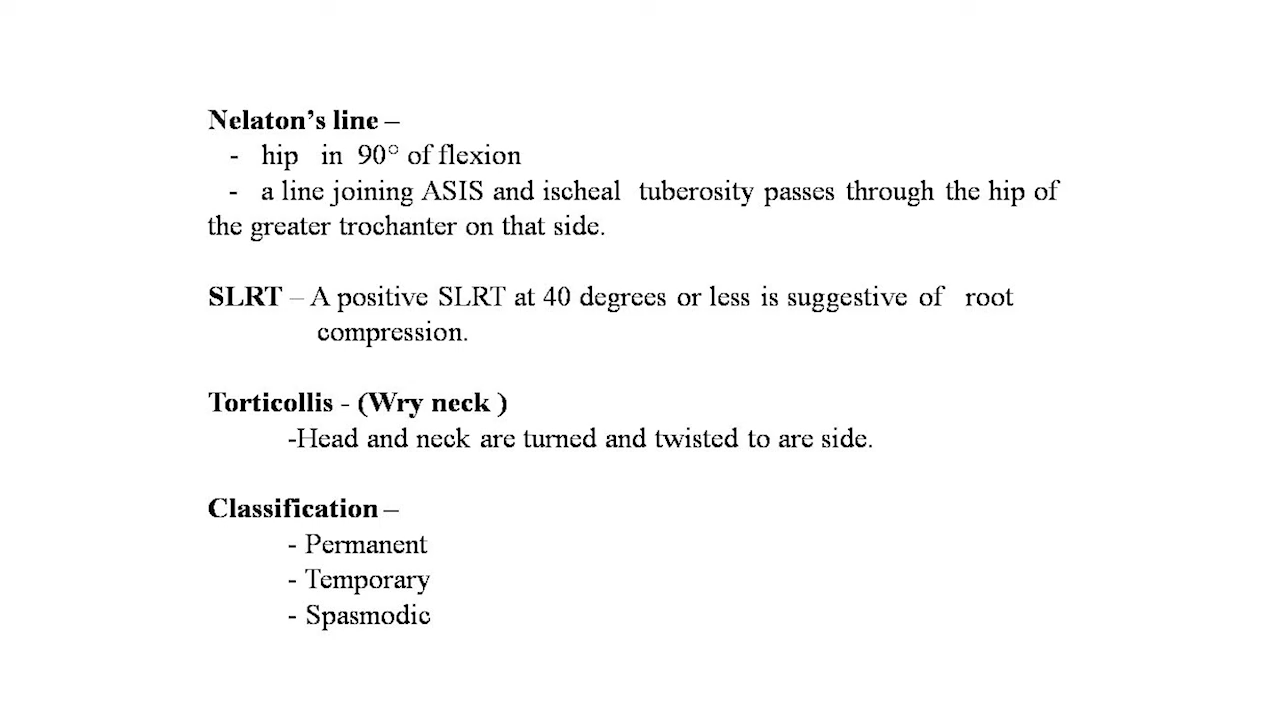 Nelaton's line –
- hip in 90° of flexion
- a line joining ASIS and ischeal tuberosity passes through the hip of
the greater trochanter on that side.
SLRT – A positive SLRT at 40 degrees or less is suggestive of root
compression.
Torticollis - (Wry neck )
-Head and neck are turned and twisted to are side.
Classification –
- Permanent
- Temporary
- Spasmodic